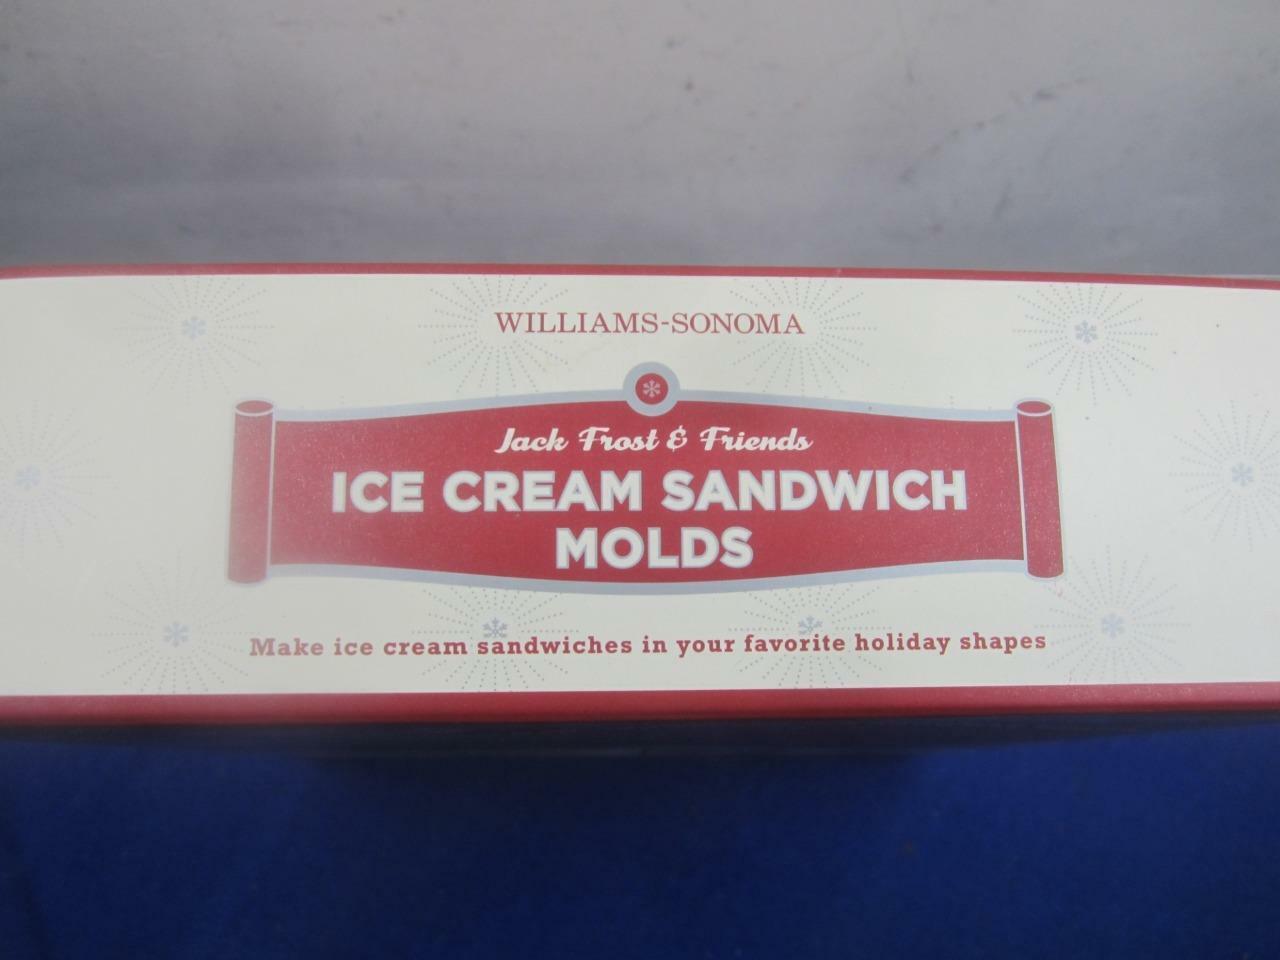 WILLIAMS-SONOMA
Jack Frost & Friends
ICE CREAM SANDWICH
MOLDS
Make ice cream sandwiches in your favorite holiday shapes